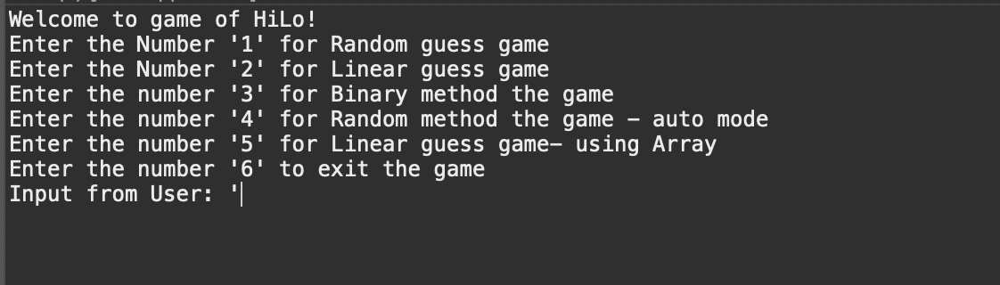 Welcome to game of HiLo!
Enter the Number '1' for Random guess game
Enter the Number '2' for Linear guess game
Enter the number '3' for Binary method the game
Enter the number '4' for Random method the game – auto mode
Enter the number '5' for Linear guess game– using Array
Enter the number '6' to exit the game
Input from User: '